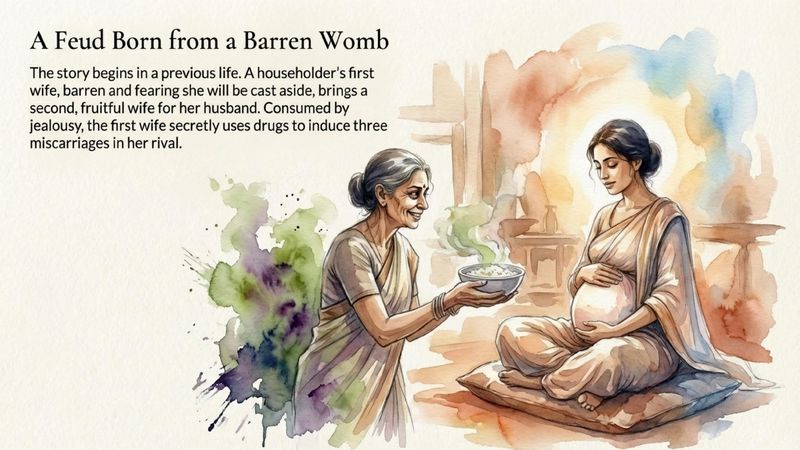 A Feud Born from a Barren Womb
The story begins in a previous life. A householder's first
wife, barren and fearing she will be cast aside, brings a
second, fruitful wife for her husband. Consumed by
jealousy, the first wife secretly uses drugs to induce three
miscarriages in her rival.